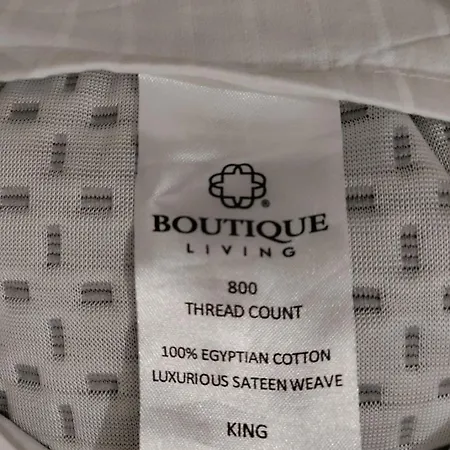 BOUTIQUE
LIVING
800
THREAD COUNT
100% EGYPTIAN COTTON
LUXURIOUS SATEEN WEAVE
KING